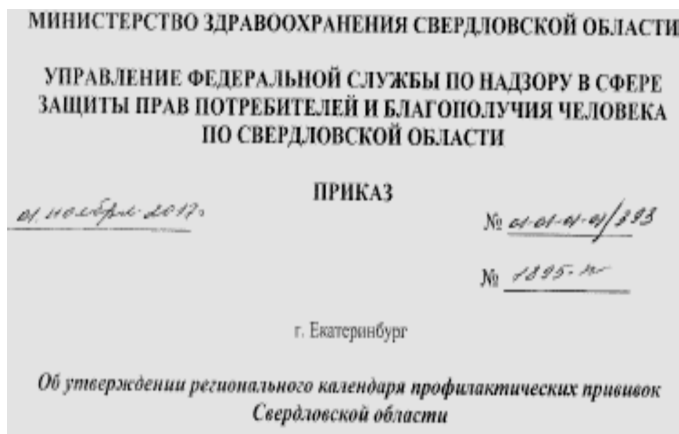 МИНИСТЕРСТВО ЗДРАВООХРАНЕНИЯ СВЕРДЛОВСКОЙ ОБЛАСТИ
УПРАВЛЕНИЕ ФЕДЕРАЛЬНОЙ СЛУЖБЫ ПО НАДЗОРУ В СФЕРЕ
ЗАЩИТЫ ПРАВ ПОТРЕБИТЕЛЕЙ И БЛАГОПОЛУЧИЯ ЧЕЛОВЕКА
ПО СВЕРДЛОВСКОЙ ОБЛАСТИ
ПРИКАЗ
01 ноября 2017г
№ 01-01-01-01/393
№ 1895-п
г. Екатеринбург
Об утверждении регионального календаря профилактических прививок
Свердловской области